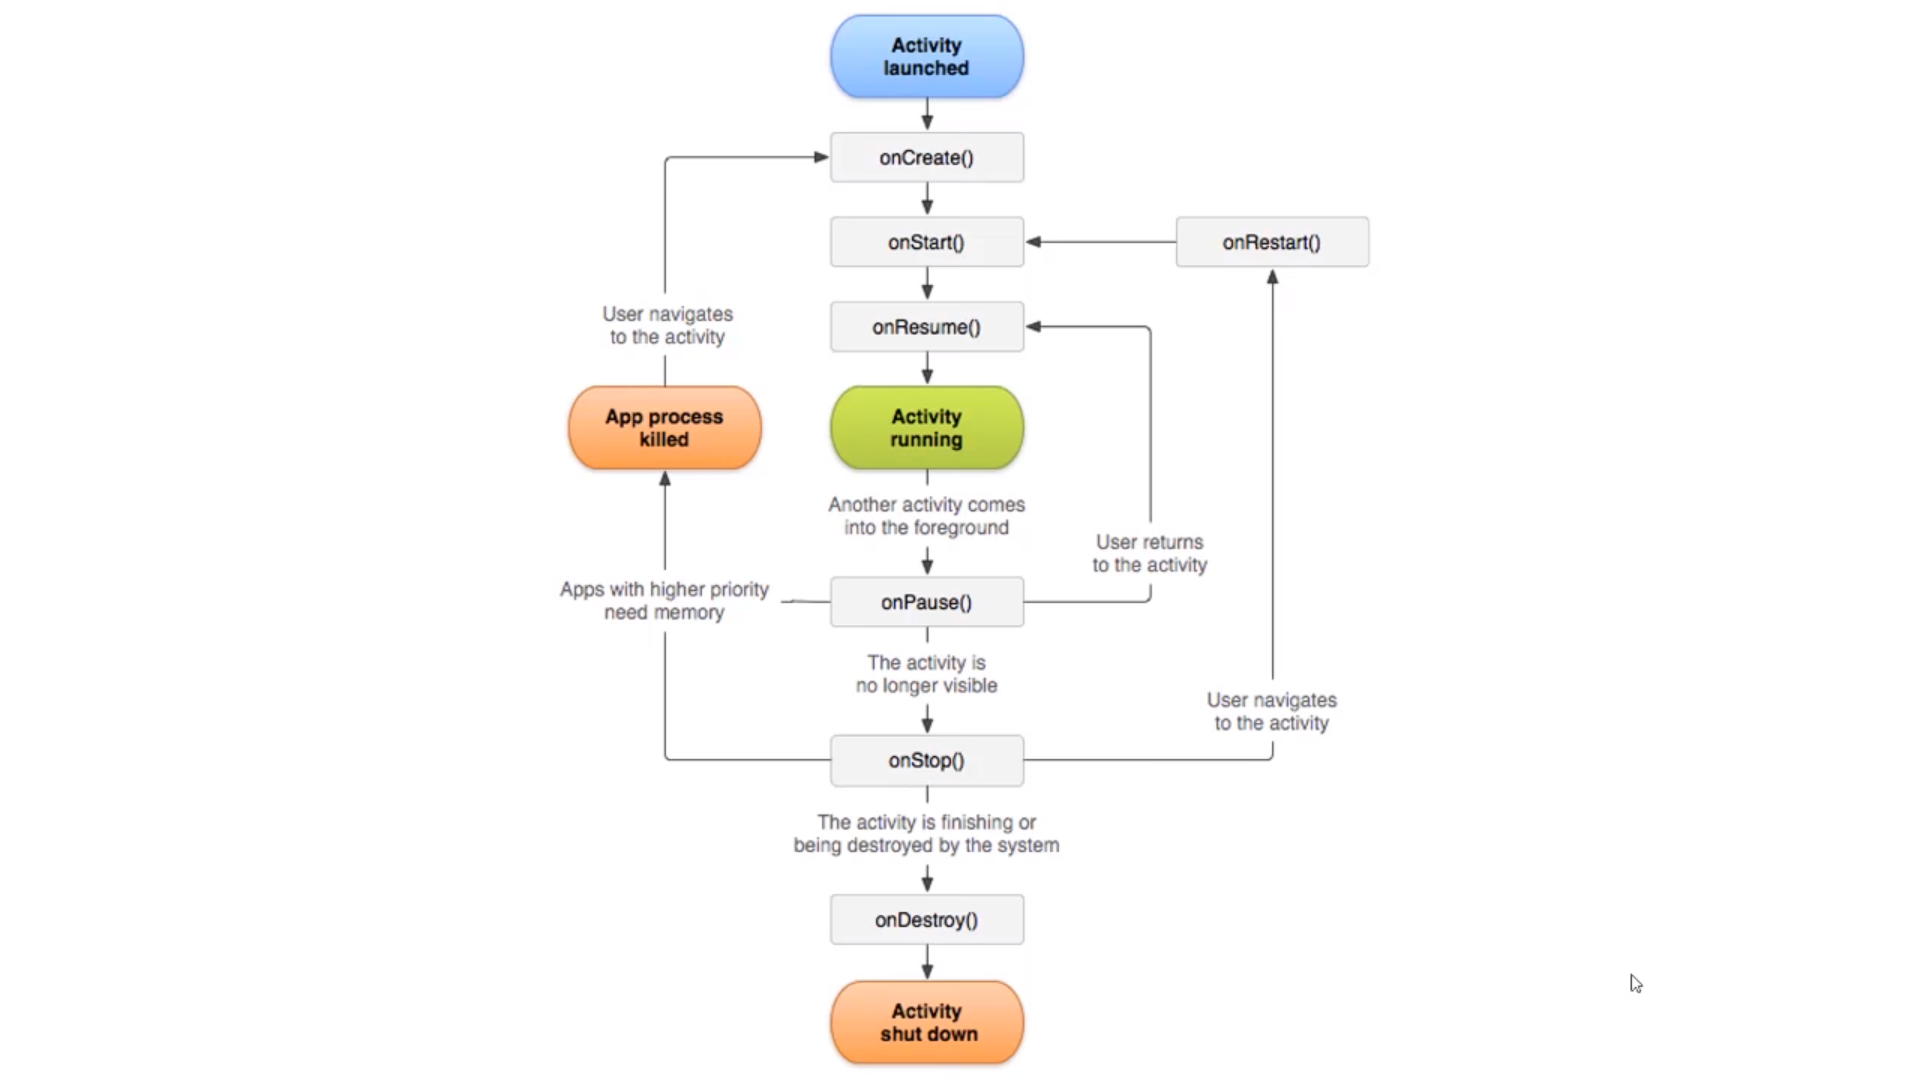 Activity
launched
onCreate()
onStart()
onRestart()
User navigates
to the activity
onResume()
App process
killed
Activity
running
Another activity comes
into the foreground
User returns
to the activity
Apps with higher priority
need memory
onPause()
The activity is
no longer visible
User navigates
to the activity
onStop()
The activity is finishing or
being destroyed by the system
onDestroy()
Activity
shut down